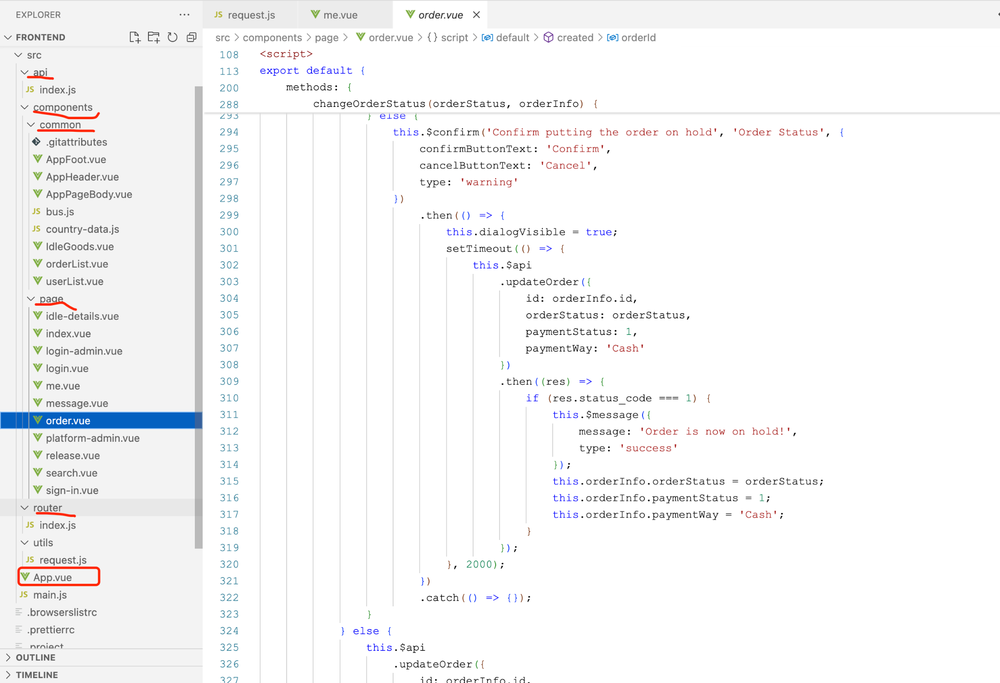 EXPLORER
FRONTEND
src
api
JS index.js
components
common
.gitattributes
AppFoot.vue
AppHeader.vue
AppPageBody.vue
JS bus.js
JS country-data.js
IdleGoods.vue
orderList.vue
userList.vue
page
idle-details.vue
index.vue
login-admin.vue
login.vue
me.vue
message.vue
order.vue
platform-admin.vue
release.vue
search.vue
sign-in.vue
router
JS index.js
utils
JS request.js
App.vue
JS main.js
.browserslistrc
.prettierrc
.project
OUTLINE
TIMELINE
JS request.js
me.vue
order.vue
src > components > page > order.vue > {} script > default > created > orderId
108 <script>
113 export default {
200 methods: {
288 changeOrderStatus(orderStatus, orderInfo) {
293 } else {
294 this.$confirm('Confirm putting the order on hold', 'Order Status', {
295 confirmButtonText: 'Confirm',
296 cancelButtonText: 'Cancel',
297 type: 'warning'
298 })
299 .then(() => {
300 this.dialogVisible = true;
301 setTimeout(() => {
302 this.$api
303 .updateOrder({
304 id: orderInfo.id,
305 orderStatus: orderStatus,
306 paymentStatus: 1,
307 paymentWay: 'Cash'
308 })
309 .then((res) => {
310 if (res.status_code === 1) {
311 this.$message({
312 message: 'Order is now on hold!',
313 type: 'success'
314 });
315 this.orderInfo.orderStatus = orderStatus;
316 this.orderInfo.paymentStatus = 1;
317 this.orderInfo.paymentWay = 'Cash';
318 }
319 });
320 }, 2000);
321 })
322 .catch(() => {});
323 }
324 } else {
325 this.$api
326 .updateOrder({
327 id: orderInfo.id,